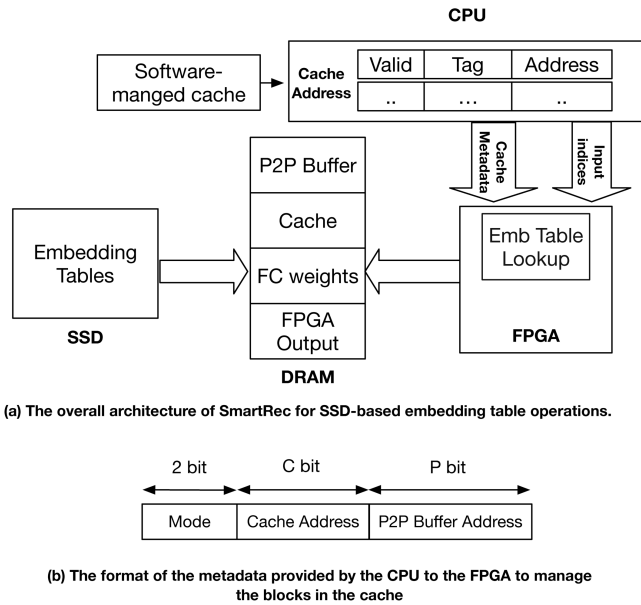 CPU
Software-
manged cache
Cache
Address
Valid Tag Address
.. ... ..
Cache
Metadata
Input
indices
P2P Buffer
Cache
FC weights
FPGA
Output
DRAM
Embedding
Tables
SSD
Emb Table
Lookup
FPGA
(a) The overall architecture of SmartRec for SSD-based embedding table operations.
2 bit C bit P bit
Mode Cache Address P2P Buffer Address
(b) The format of the metadata provided by the CPU to the FPGA to manage
the blocks in the cache